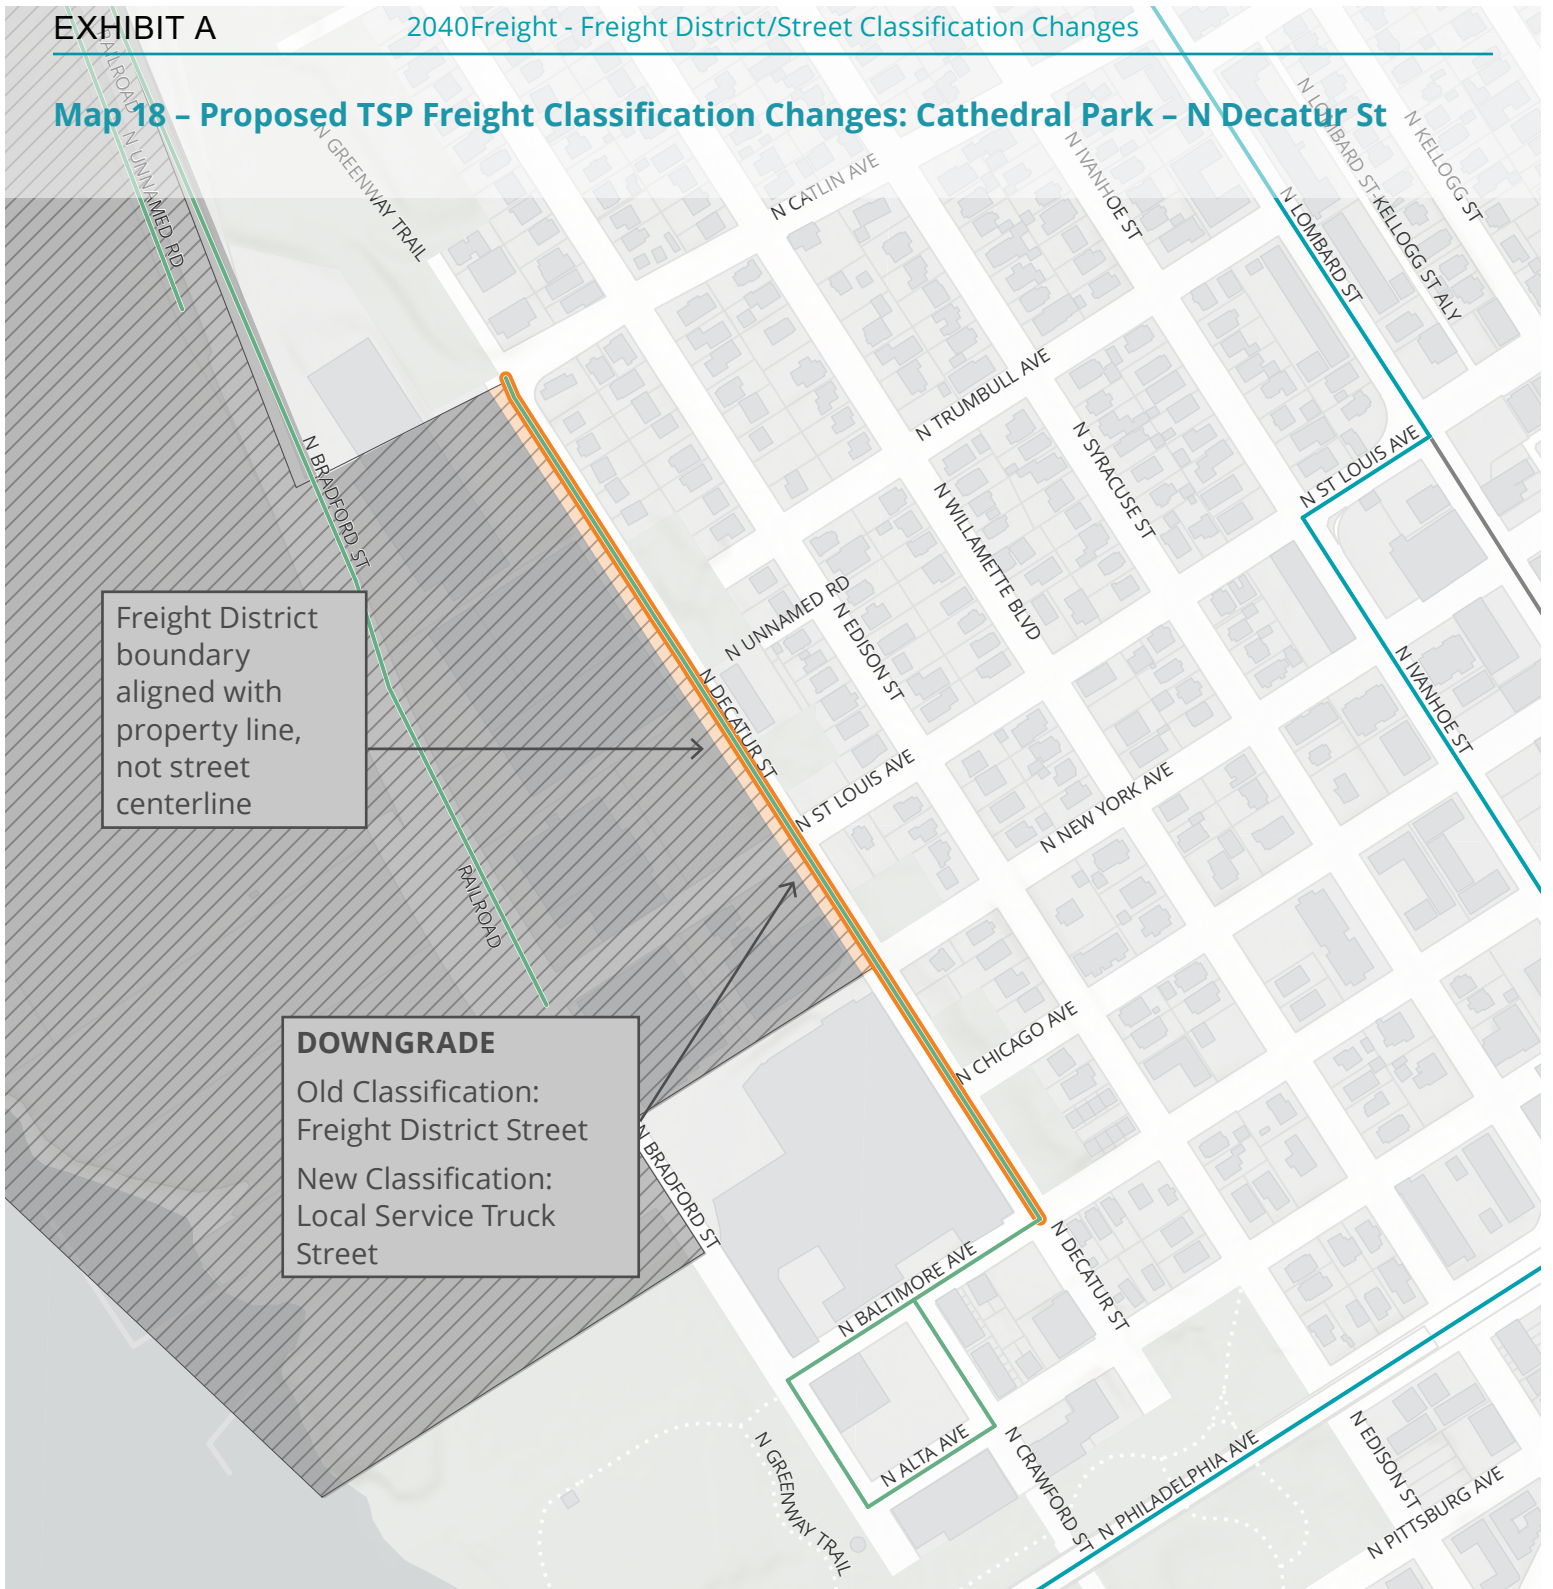 EXHIBIT A
2040Freight - Freight District/Street Classification Changes
Map 18 – Proposed TSP Freight Classification Changes: Cathedral Park – N Decatur St
RAILROAD
N UNNAMED RD
N GREENWAY TRAIL
N CATLIN AVE
N IVANHOE ST
N LOMBARD ST
N LOMBARD ST-KELLOGG ST ALY
N KELLOGG ST
N TRUMBULL AVE
N SYRACUSE ST
N ST LOUIS AVE
N BRADFORD ST
N WILLAMETTE BLVD
N UNNAMED RD
N EDISON ST
N DECATUR ST
N IVANHOE ST
N ST LOUIS AVE
N NEW YORK AVE
Freight District
boundary
aligned with
property line,
not street
centerline
RAILROAD
N CHICAGO AVE
DOWNGRADE
Old Classification:
Freight District Street
New Classification:
Local Service Truck
Street
N BRADFORD ST
N BALTIMORE AVE
N DECATUR ST
N ALTA AVE
N GREENWAY TRAIL
N CRAWFORD ST
N PHILADELPHIA AVE
N EDISON ST
N PITTSBURG AVE